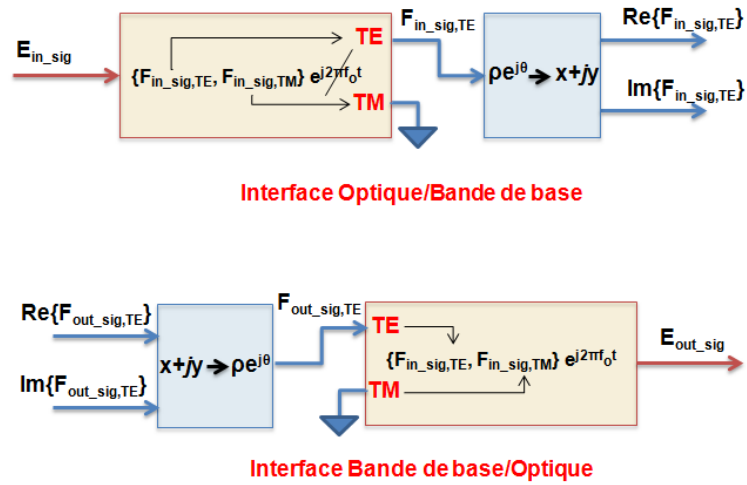 E_in_sig
TE
{F_in_sig,TE, F_in_sig,TM} e^j2πf₀t
TM
F_in_sig,TE
ρe^jθ → x+jy
Re{F_in_sig,TE}
Im{F_in_sig,TE}
Interface Optique/Bande de base
Re{F_out_sig,TE}
Im{F_out_sig,TE}
x+jy → ρe^jθ
F_out_sig,TE
TE
{F_in_sig,TE, F_in_sig,TM} e^j2πf₀t
TM
E_out_sig
Interface Bande de base/Optique